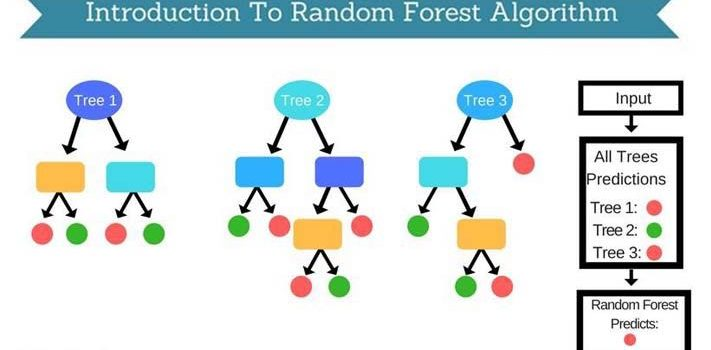 Introduction To Random Forest Algorithm
Tree 1
Tree 2
Tree 3
Input
All Trees
Predictions
Tree 1:
Tree 2:
Tree 3:
Random Forest
Predicts: